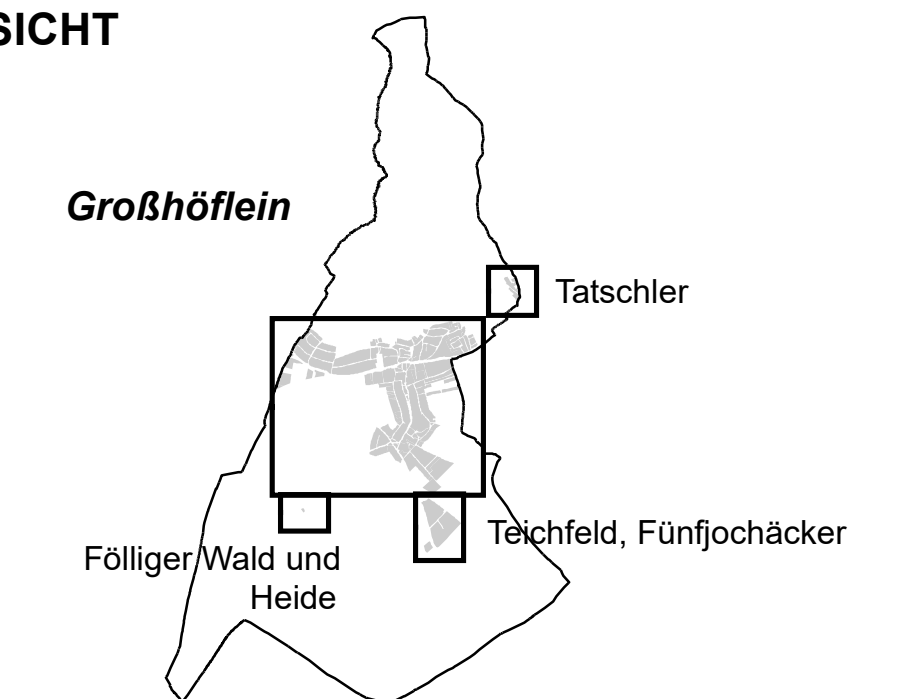 SICHT
Großhöflein
Tatschler
Teichfeld, Fünfjochäcker
Fölliger Wald und
Heide